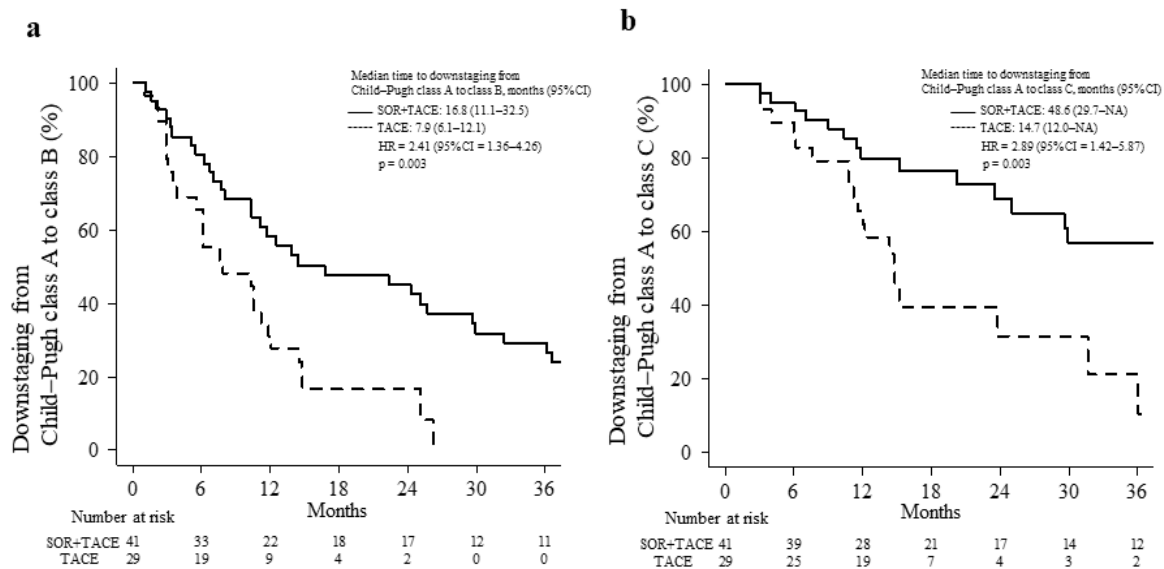 a
Median time to downstaging from
Child–Pugh class A to class B, months (95%CI)
SOR+TACE: 16.8 (11.1–32.5)
TACE: 7.9 (6.1–12.1)
HR = 2.41 (95%CI = 1.36–4.26)
p = 0.003
Downstaging from
Child–Pugh class A to class B (%)
100
80
60
40
20
0
0 6 12 18 24 30 36
Months
Number at risk
SOR+TACE 41 33 22 18 17 12 11
TACE 29 19 9 4 2 0 0
b
Median time to downstaging from
Child–Pugh class A to class C, months (95%CI)
SOR+TACE: 48.6 (29.7–NA)
TACE: 14.7 (12.0–NA)
HR = 2.89 (95%CI = 1.42–5.87)
p = 0.003
Downstaging from
Child–Pugh class A to class C (%)
100
80
60
40
20
0
0 6 12 18 24 30 36
Months
Number at risk
SOR+TACE 41 39 28 21 17 14 12
TACE 29 25 19 7 4 3 2